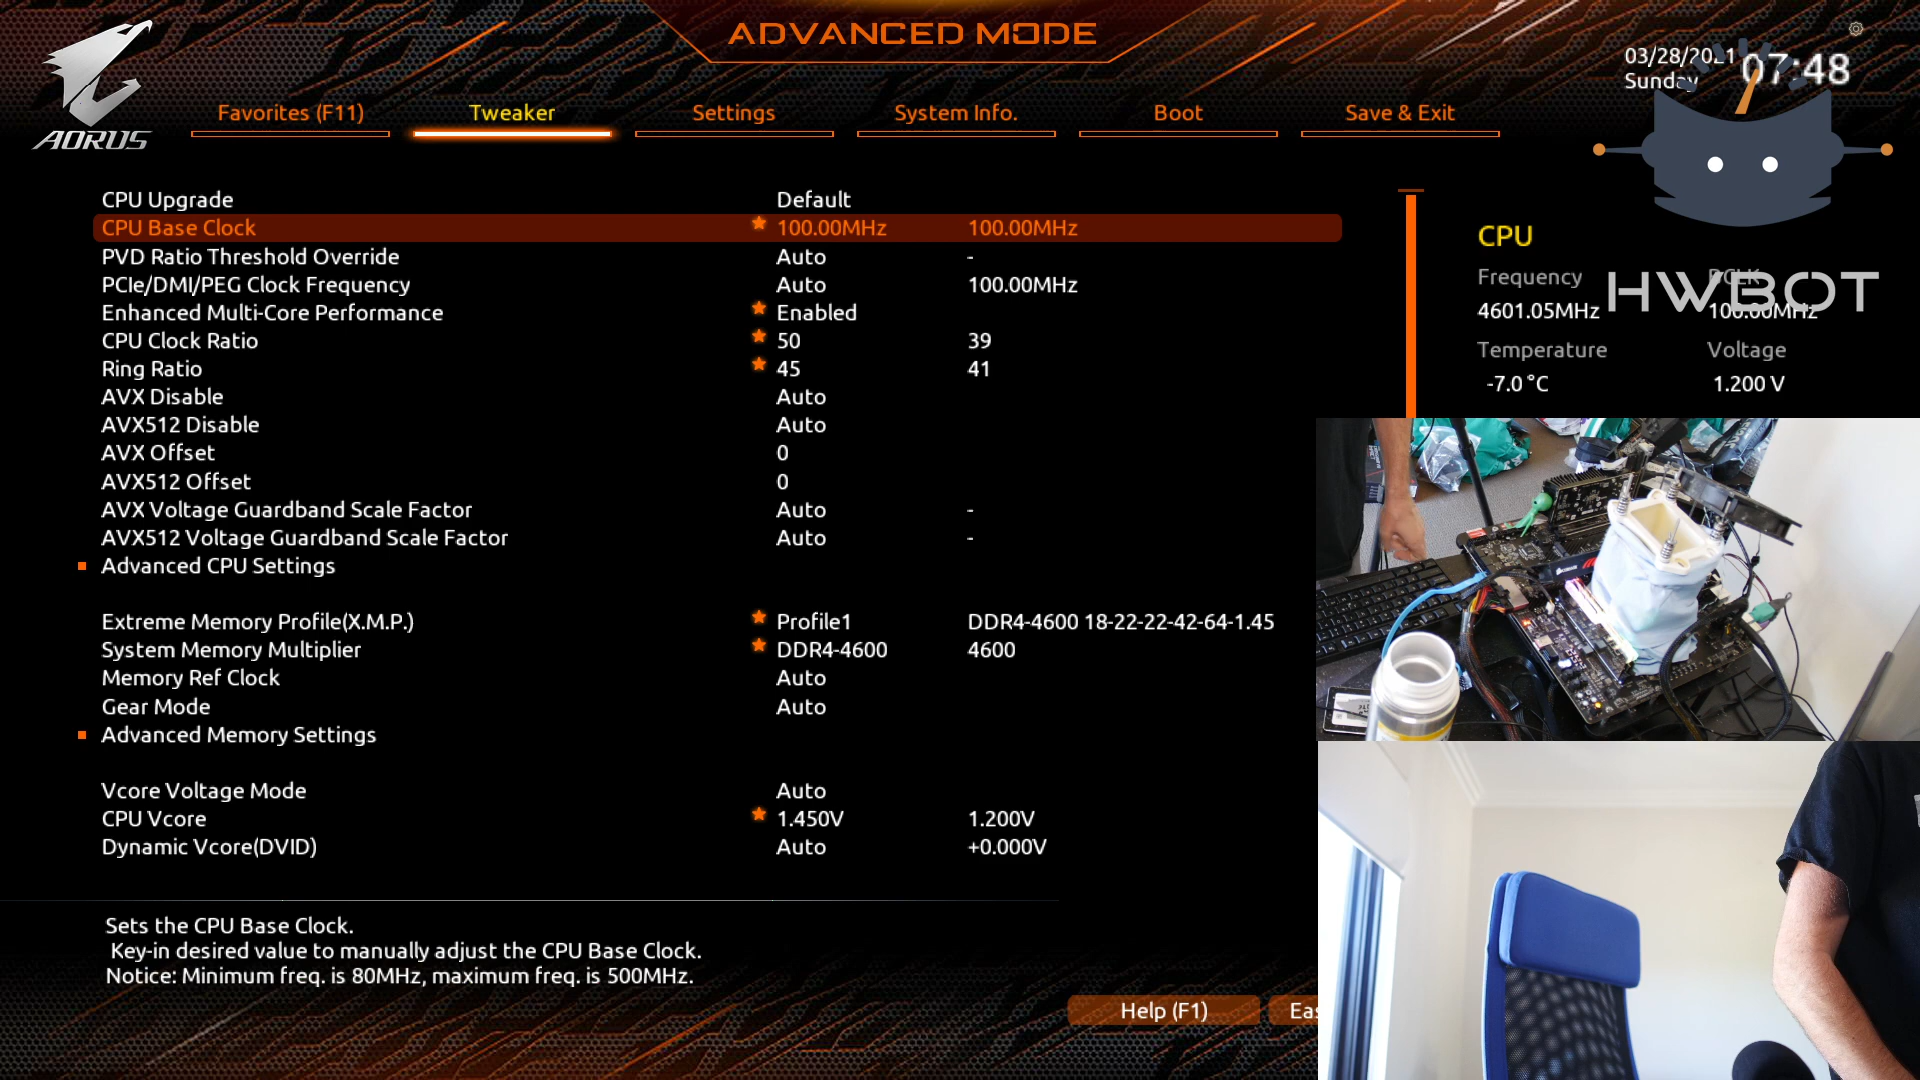 ADVANCED MODE
03/28/2021 07:48
Sunday
AORUS
Favorites (F11) Tweaker Settings System Info. Boot Save & Exit
CPU Upgrade Default
CPU Base Clock 100.00MHz 100.00MHz
PVD Ratio Threshold Override Auto -
PCIe/DMI/PEG Clock Frequency Auto 100.00MHz
Enhanced Multi-Core Performance Enabled
CPU Clock Ratio 50 39
Ring Ratio 45 41
AVX Disable Auto
AVX512 Disable Auto
AVX Offset 0
AVX512 Offset 0
AVX Voltage Guardband Scale Factor Auto -
AVX512 Voltage Guardband Scale Factor Auto -
Advanced CPU Settings
Extreme Memory Profile(X.M.P.) Profile1 DDR4-4600 18-22-22-42-64-1.45
System Memory Multiplier DDR4-4600 4600
Memory Ref Clock Auto
Gear Mode Auto
Advanced Memory Settings
Vcore Voltage Mode Auto
CPU Vcore 1.450V 1.200V
Dynamic Vcore(DVID) Auto +0.000V
Sets the CPU Base Clock.
Key-in desired value to manually adjust the CPU Base Clock.
Notice: Minimum freq. is 80MHz, maximum freq. is 500MHz.
Help (F1) Eas
CPU
Frequency BCLK
HWBOT
4601.05MHz 100.00MHz
Temperature Voltage
-7.0 °C 1.200 V